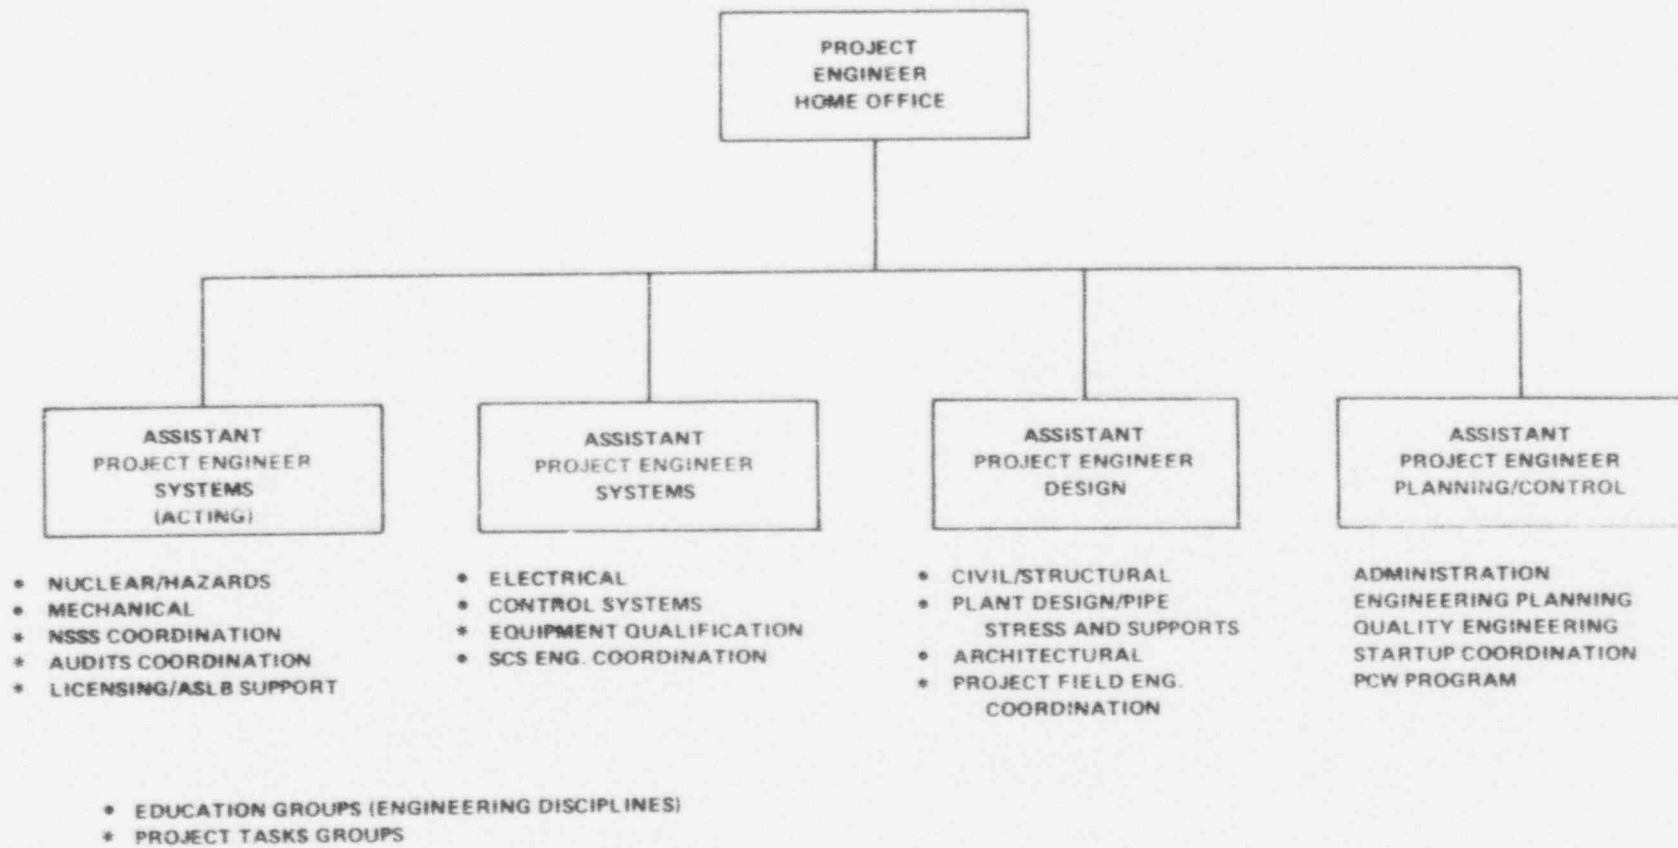 PROJECT
ENGINEER
HOME OFFICE
ASSISTANT
PROJECT ENGINEER
SYSTEMS
(ACTING)
• NUCLEAR/HAZARDS
• MECHANICAL
* NSSS COORDINATION
* AUDITS COORDINATION
* LICENSING/ASLB SUPPORT
ASSISTANT
PROJECT ENGINEER
SYSTEMS
• ELECTRICAL
• CONTROL SYSTEMS
* EQUIPMENT QUALIFICATION
• SCS ENG. COORDINATION
ASSISTANT
PROJECT ENGINEER
DESIGN
• CIVIL/STRUCTURAL
• PLANT DESIGN/PIPE
STRESS AND SUPPORTS
• ARCHITECTURAL
* PROJECT FIELD ENG.
COORDINATION
ASSISTANT
PROJECT ENGINEER
PLANNING/CONTROL
ADMINISTRATION
ENGINEERING PLANNING
QUALITY ENGINEERING
STARTUP COORDINATION
PCW PROGRAM
• EDUCATION GROUPS (ENGINEERING DISCIPLINES)
* PROJECT TASKS GROUPS